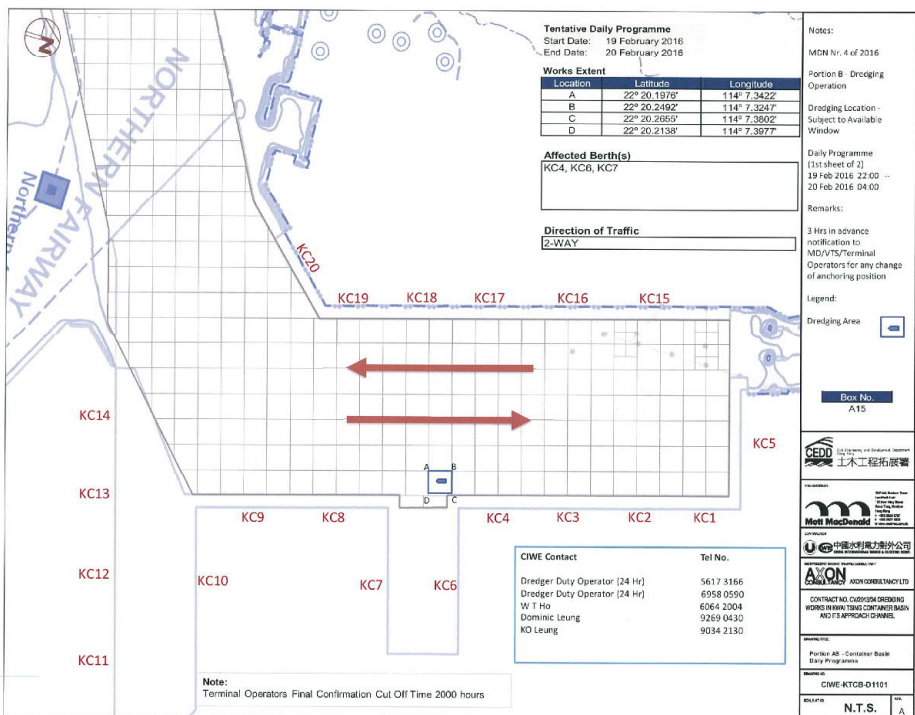 Tentative Daily Programme
Start Date: 19 February 2016
End Date: 20 February 2016
Works Extent
Location Latitude Longitude
A 22° 20.1976' 114° 7.3422'
B 22° 20.2492' 114° 7.3247'
C 22° 20.2655' 114° 7.3802'
D 22° 20.2138' 114° 7.3977'
Affected Berth(s)
KC4, KC6, KC7
Direction of Traffic
2-WAY
N
NORTHERN FAIRWAY
Northern
KC20
KC19 KC18 KC17 KC16 KC15
KC14
KC13
KC12
KC11
KC10
KC9 KC8
KC7
KC6
KC5
KC4 KC3 KC2 KC1
A B
D C
CIWE Contact Tel No.
Dredger Duty Operator (24 Hr) 5617 3166
Dredger Duty Operator (24 Hr) 6958 0590
W T Ho 6064 2004
Dominic Leung 9269 0430
KO Leung 9034 2130
Note:
Terminal Operators Final Confirmation Cut Off Time 2000 hours
Notes:
MDN Nr. 4 of 2016
Portion B - Dredging
Operation
Dredging Location -
Subject to Available
Window
Daily Programme
(1st sheet of 2)
19 Feb 2016 22:00 --
20 Feb 2016 04:00
Remarks:
3 Hrs in advance
notification to
MD/VTS/Terminal
Operators for any change
of anchoring position
Legend:
Dredging Area
Box No.
A15
CEDD
Civil Engineering and Development Department
土木工程拓展署
Mott MacDonald
CWE 中國水利電力對外公司
AXON
CONSULTANCY AXON CONSULTANCY LTD
CONTRACT NO. CV/2013/04 DREDGING
WORKS IN KWAI TSING CONTAINER BASIN
AND ITS APPROACH CHANNEL
Portion AB - Container Basin
Daily Programme
CIWE-KTCB-D1101
N.T.S.
A